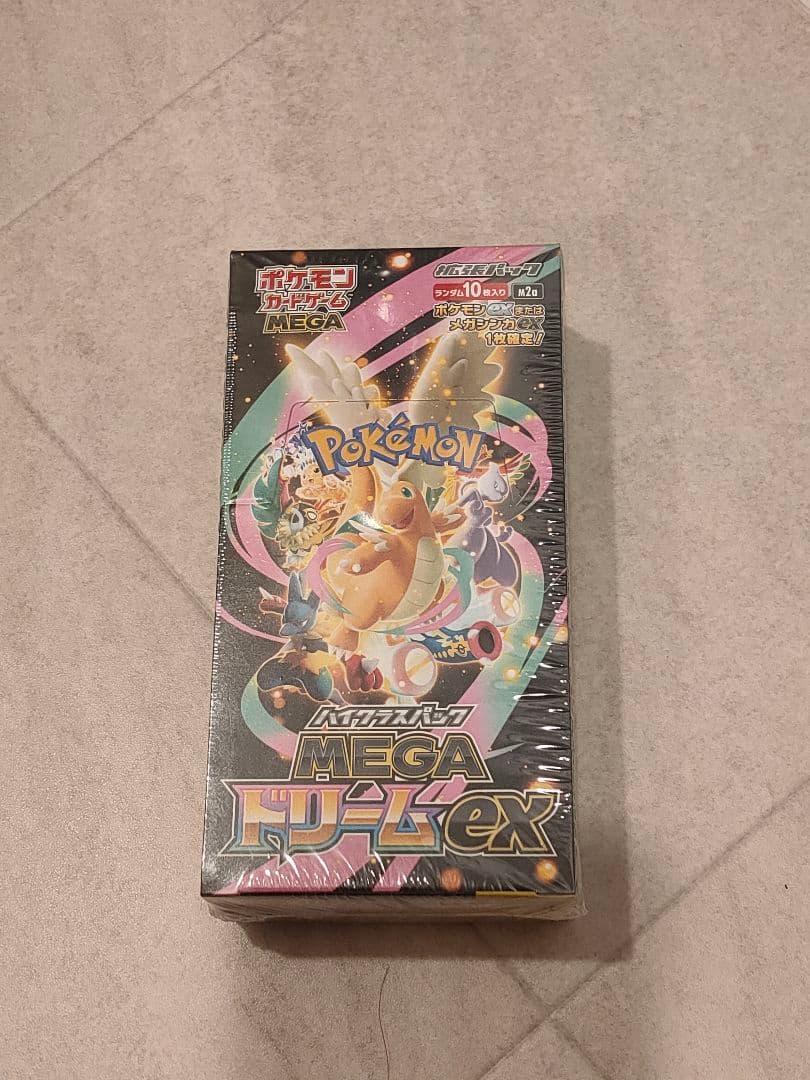 ポケモン
カードゲーム
MEGA
拡張パック
ランダム10枚入り M2a
ポケモンexまたは
メガシンカex
1枚確定!
POKéMON
ハイクラスパック
MEGA
ドリームex